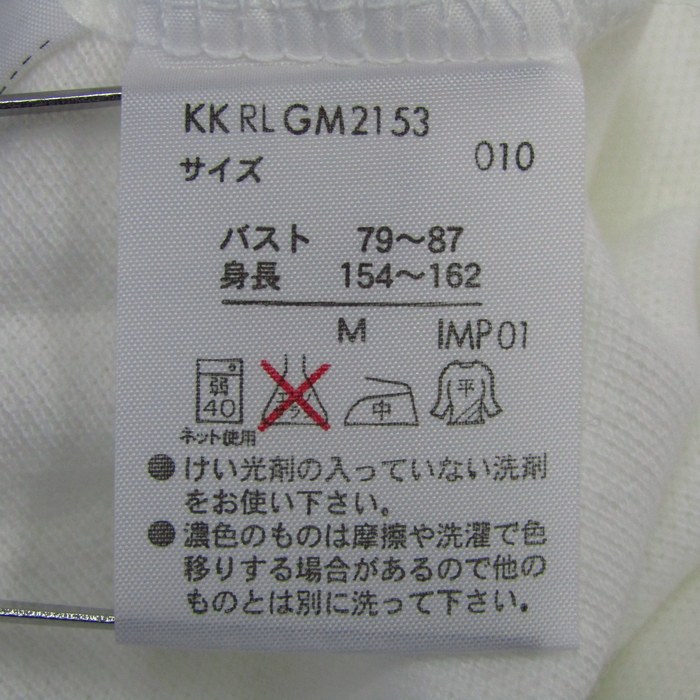 KK RL GM2153
サイズ 010
バスト 79～87
身長 154～162
M IMP01
弱 40 中 平
ネット使用
●けい光剤の入っていない洗剤
をお使い下さい。
●濃色のものは摩擦や洗濯で色
移りする場合があるので他の
ものとは別に洗って下さい。